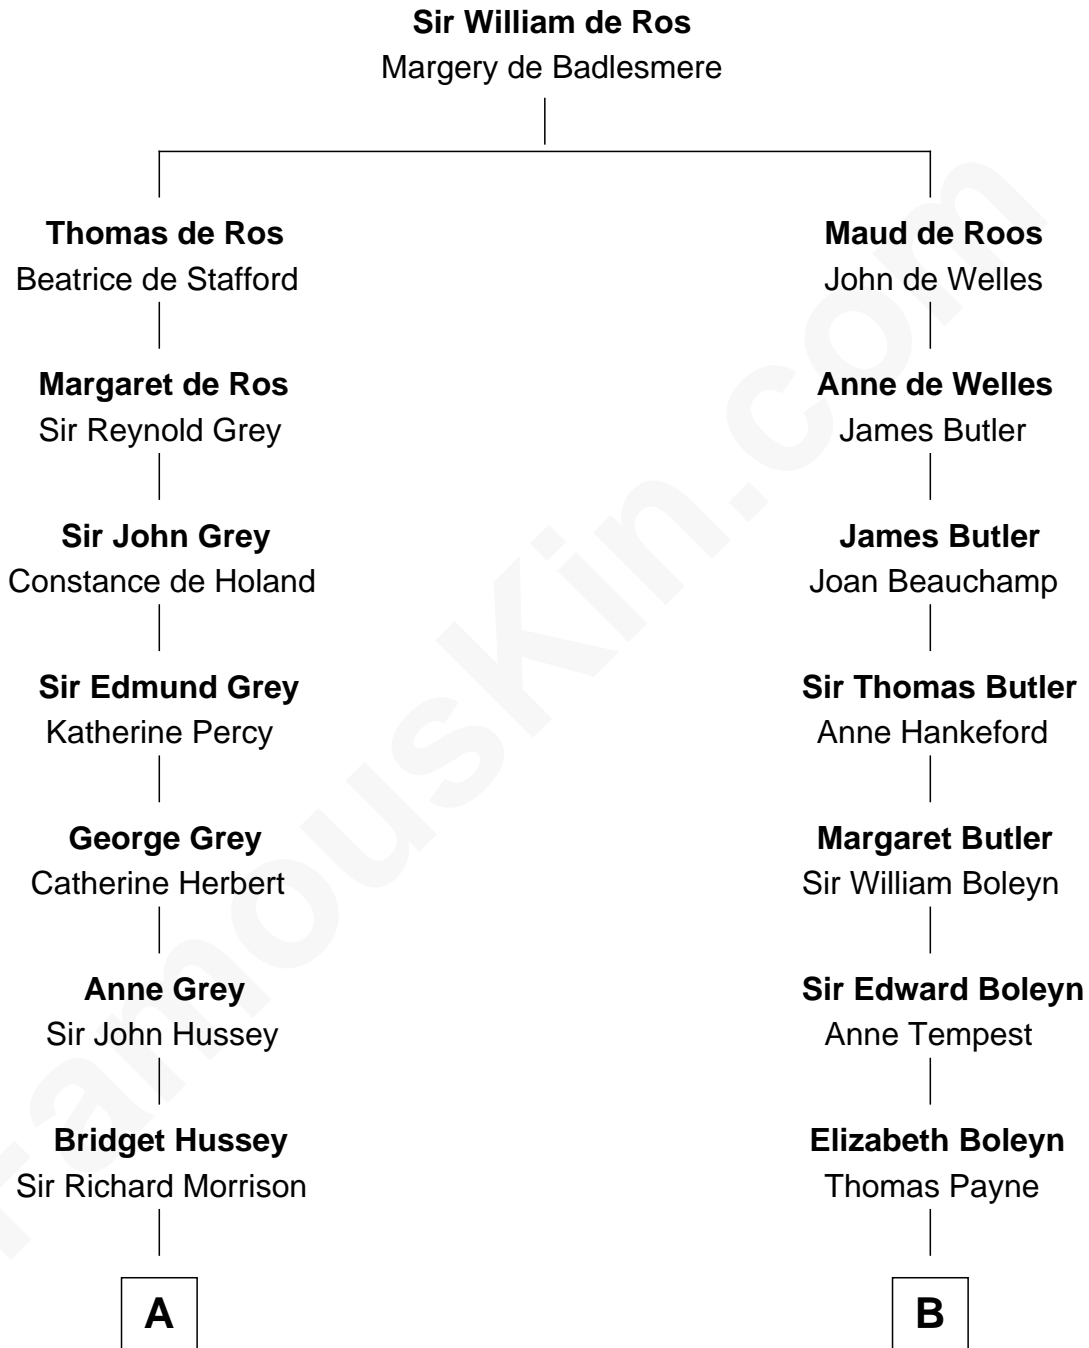 Sir William de Ros
Margery de Badlesmere
Thomas de Ros
Beatrice de Stafford
Maud de Roos
John de Welles
Margaret de Ros
Sir Reynold Grey
Anne de Welles
James Butler
Sir John Grey
Constance de Holand
James Butler
Joan Beauchamp
Sir Edmund Grey
Katherine Percy
Sir Thomas Butler
Anne Hankeford
George Grey
Catherine Herbert
Margaret Butler
Sir William Boleyn
Anne Grey
Sir John Hussey
Sir Edward Boleyn
Anne Tempest
Bridget Hussey
Sir Richard Morrison
Elizabeth Boleyn
Thomas Payne
A
B
FamousKin.com